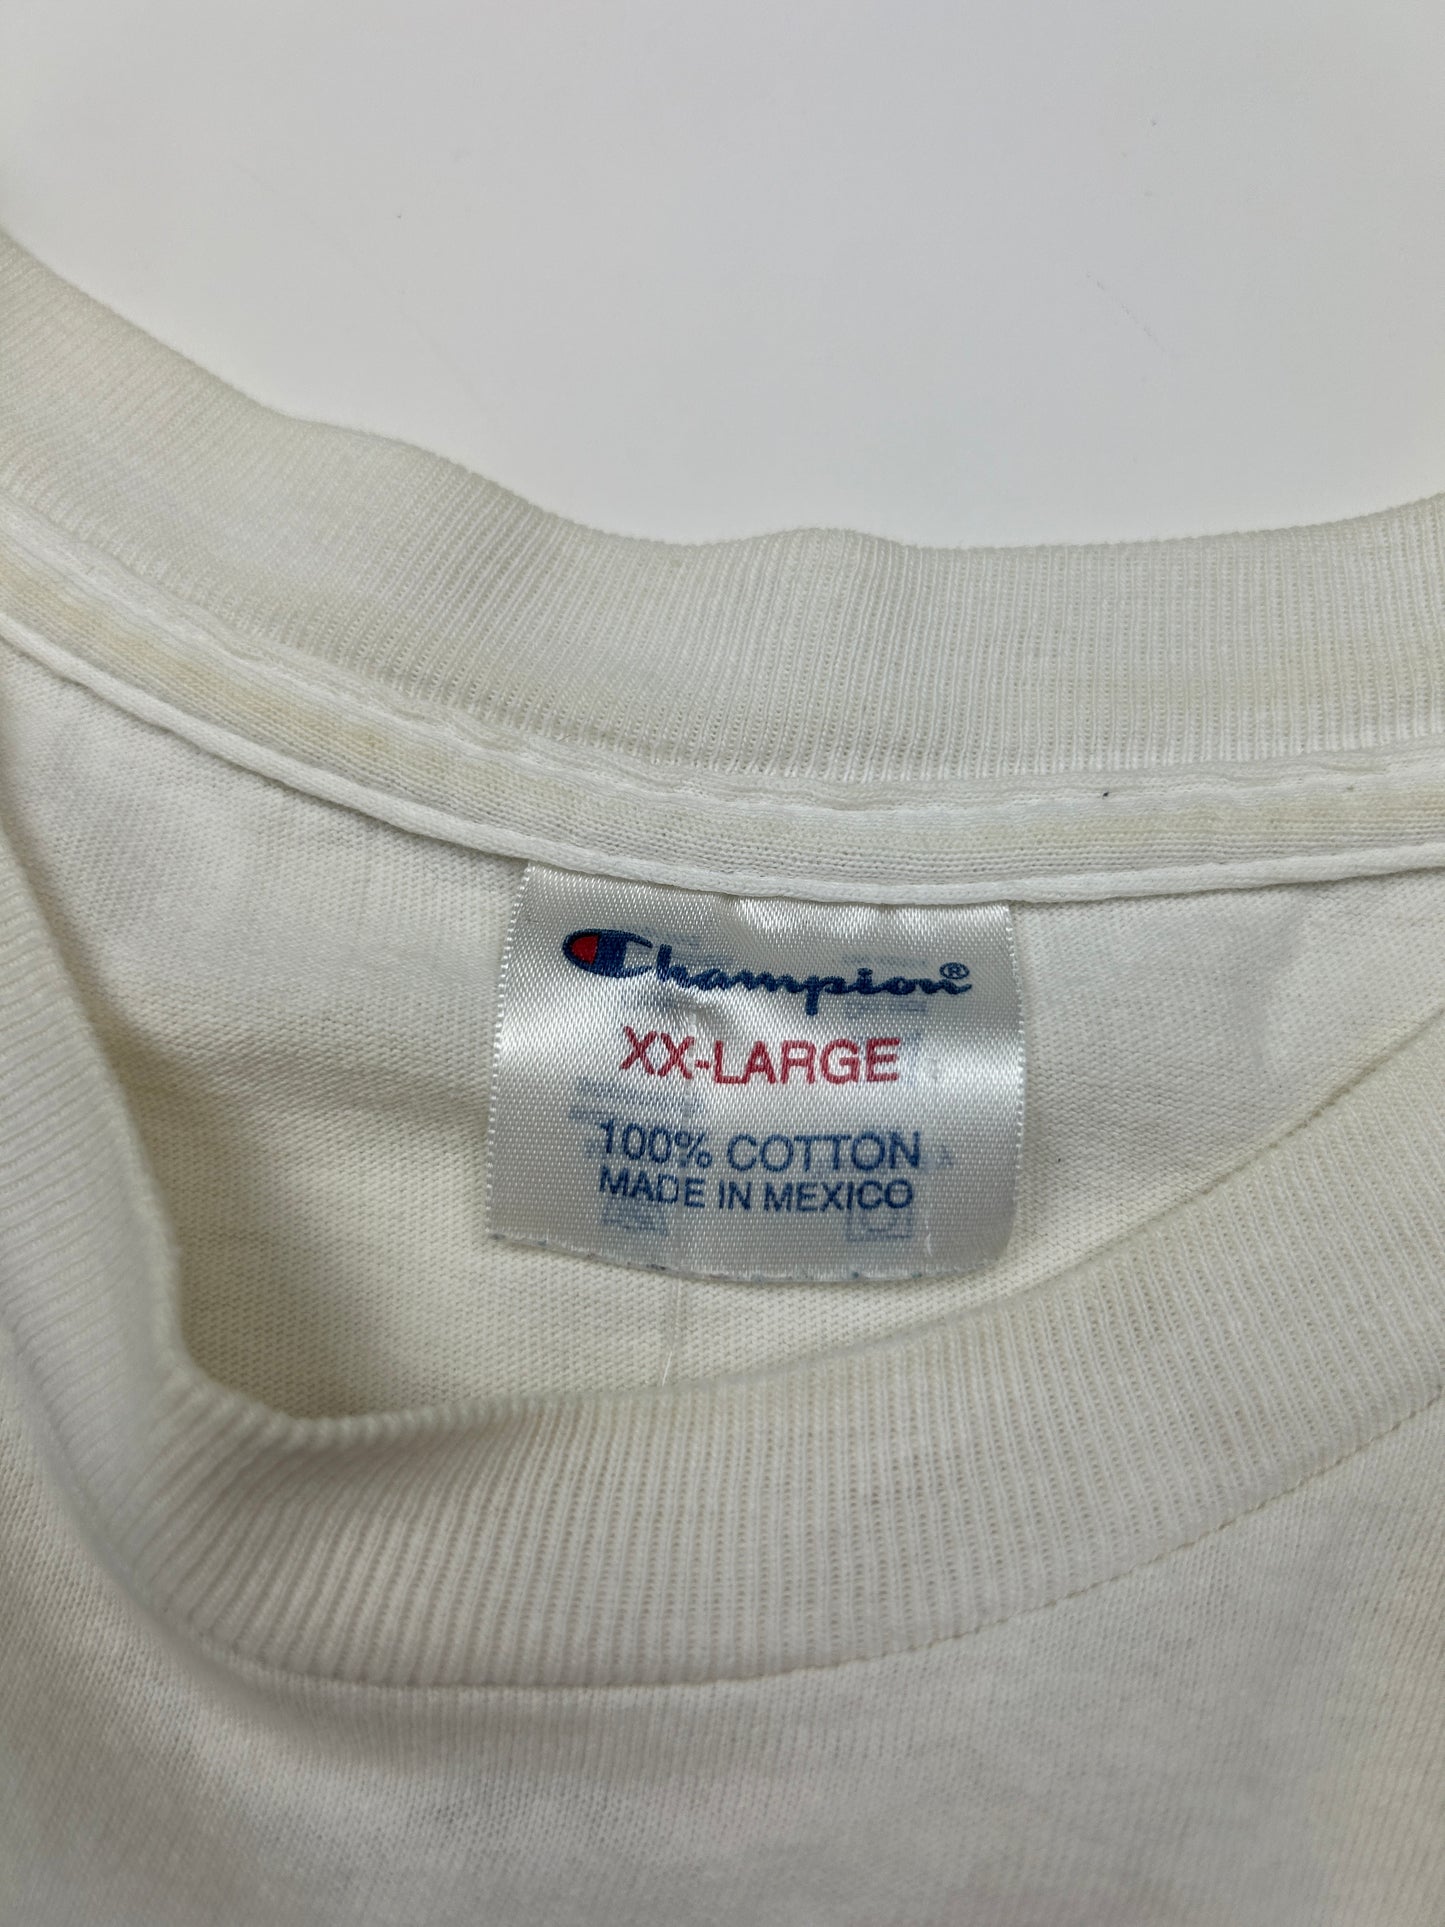 Champion®
XX-LARGE
100% COTTON
MADE IN MEXICO